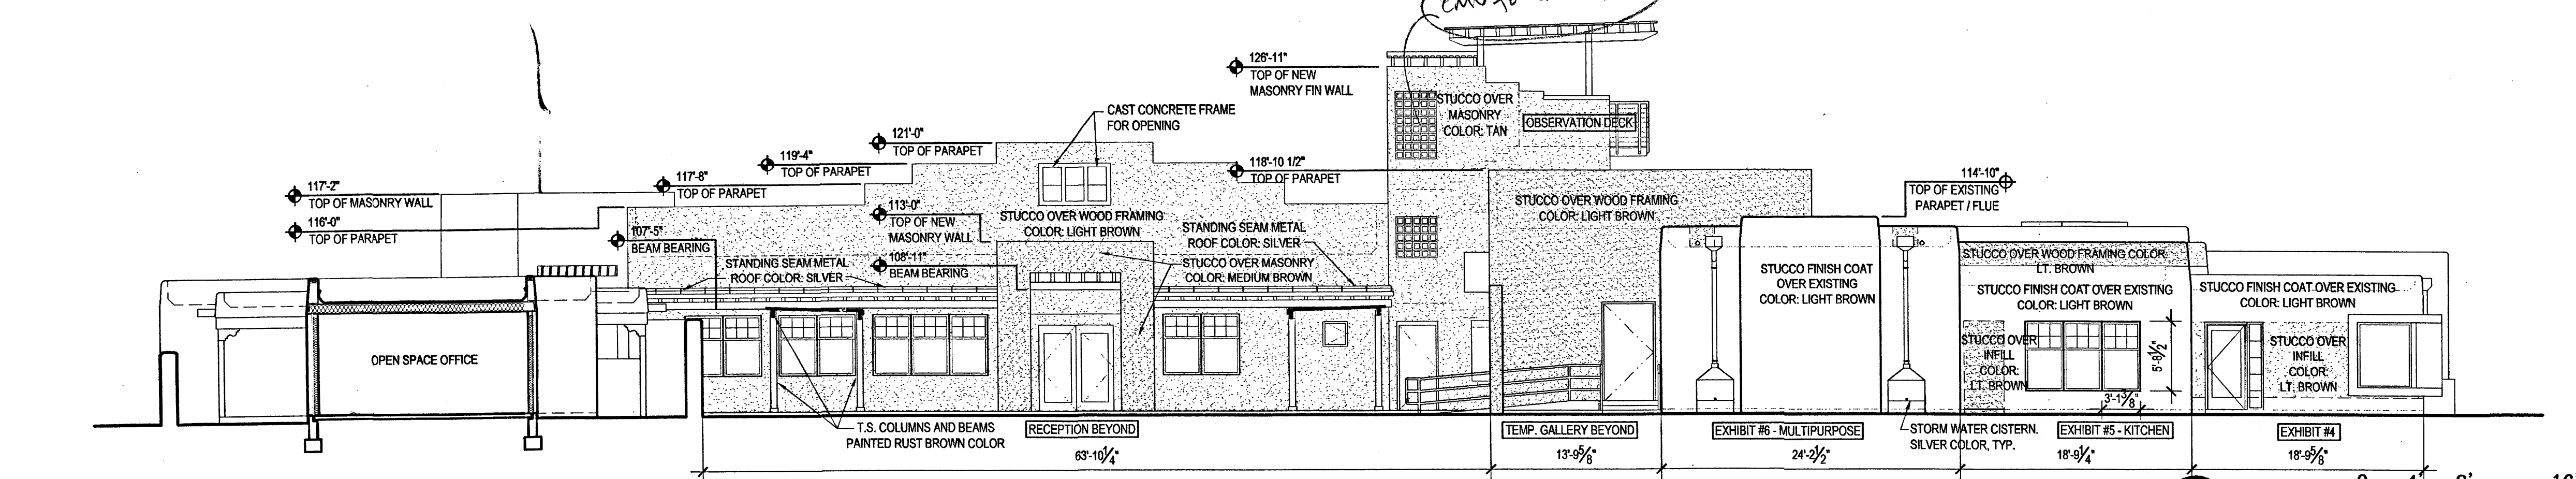 126'-11"
TOP OF NEW
MASONRY FIN WALL
CAST CONCRETE FRAME
FOR OPENING
STUCCO OVER
MASONRY
COLOR: TAN
OBSERVATION DECK
121'-0"
TOP OF PARAPET
119'-4"
TOP OF PARAPET
118'-10 1/2"
TOP OF PARAPET
117'-8"
TOP OF PARAPET
117'-2"
TOP OF MASONRY WALL
114'-10"
TOP OF EXISTING
PARAPET / FLUE
116'-0"
TOP OF PARAPET
113'-0"
TOP OF NEW
MASONRY WALL
STUCCO OVER WOOD FRAMING
COLOR: LIGHT BROWN
STUCCO OVER WOOD FRAMING
COLOR: LIGHT BROWN
107'-5"
BEAM BEARING
STANDING SEAM METAL
ROOF COLOR: SILVER
STANDING SEAM METAL
ROOF COLOR: SILVER
108'-11"
BEAM BEARING
STUCCO OVER MASONRY
COLOR: MEDIUM BROWN
STUCCO FINISH COAT
OVER EXISTING
COLOR: LIGHT BROWN
STUCCO OVER WOOD FRAMING COLOR:
LT. BROWN
STUCCO FINISH COAT OVER EXISTING
COLOR: LIGHT BROWN
STUCCO FINISH COAT OVER EXISTING
COLOR: LIGHT BROWN
OPEN SPACE OFFICE
STUCCO OVER
INFILL
COLOR:
LT. BROWN
5'-8 1/2"
3'-1 3/8"
STUCCO OVER
INFILL
COLOR:
LT. BROWN
T.S. COLUMNS AND BEAMS
PAINTED RUST BROWN COLOR
RECEPTION BEYOND
TEMP. GALLERY BEYOND
EXHIBIT #6 - MULTIPURPOSE
STORM WATER CISTERN.
SILVER COLOR, TYP.
EXHIBIT #5 - KITCHEN
EXHIBIT #4
63'-10 1/4"
13'-9 5/8"
24'-2 1/2"
18'-9 1/4"
18'-9 5/8"